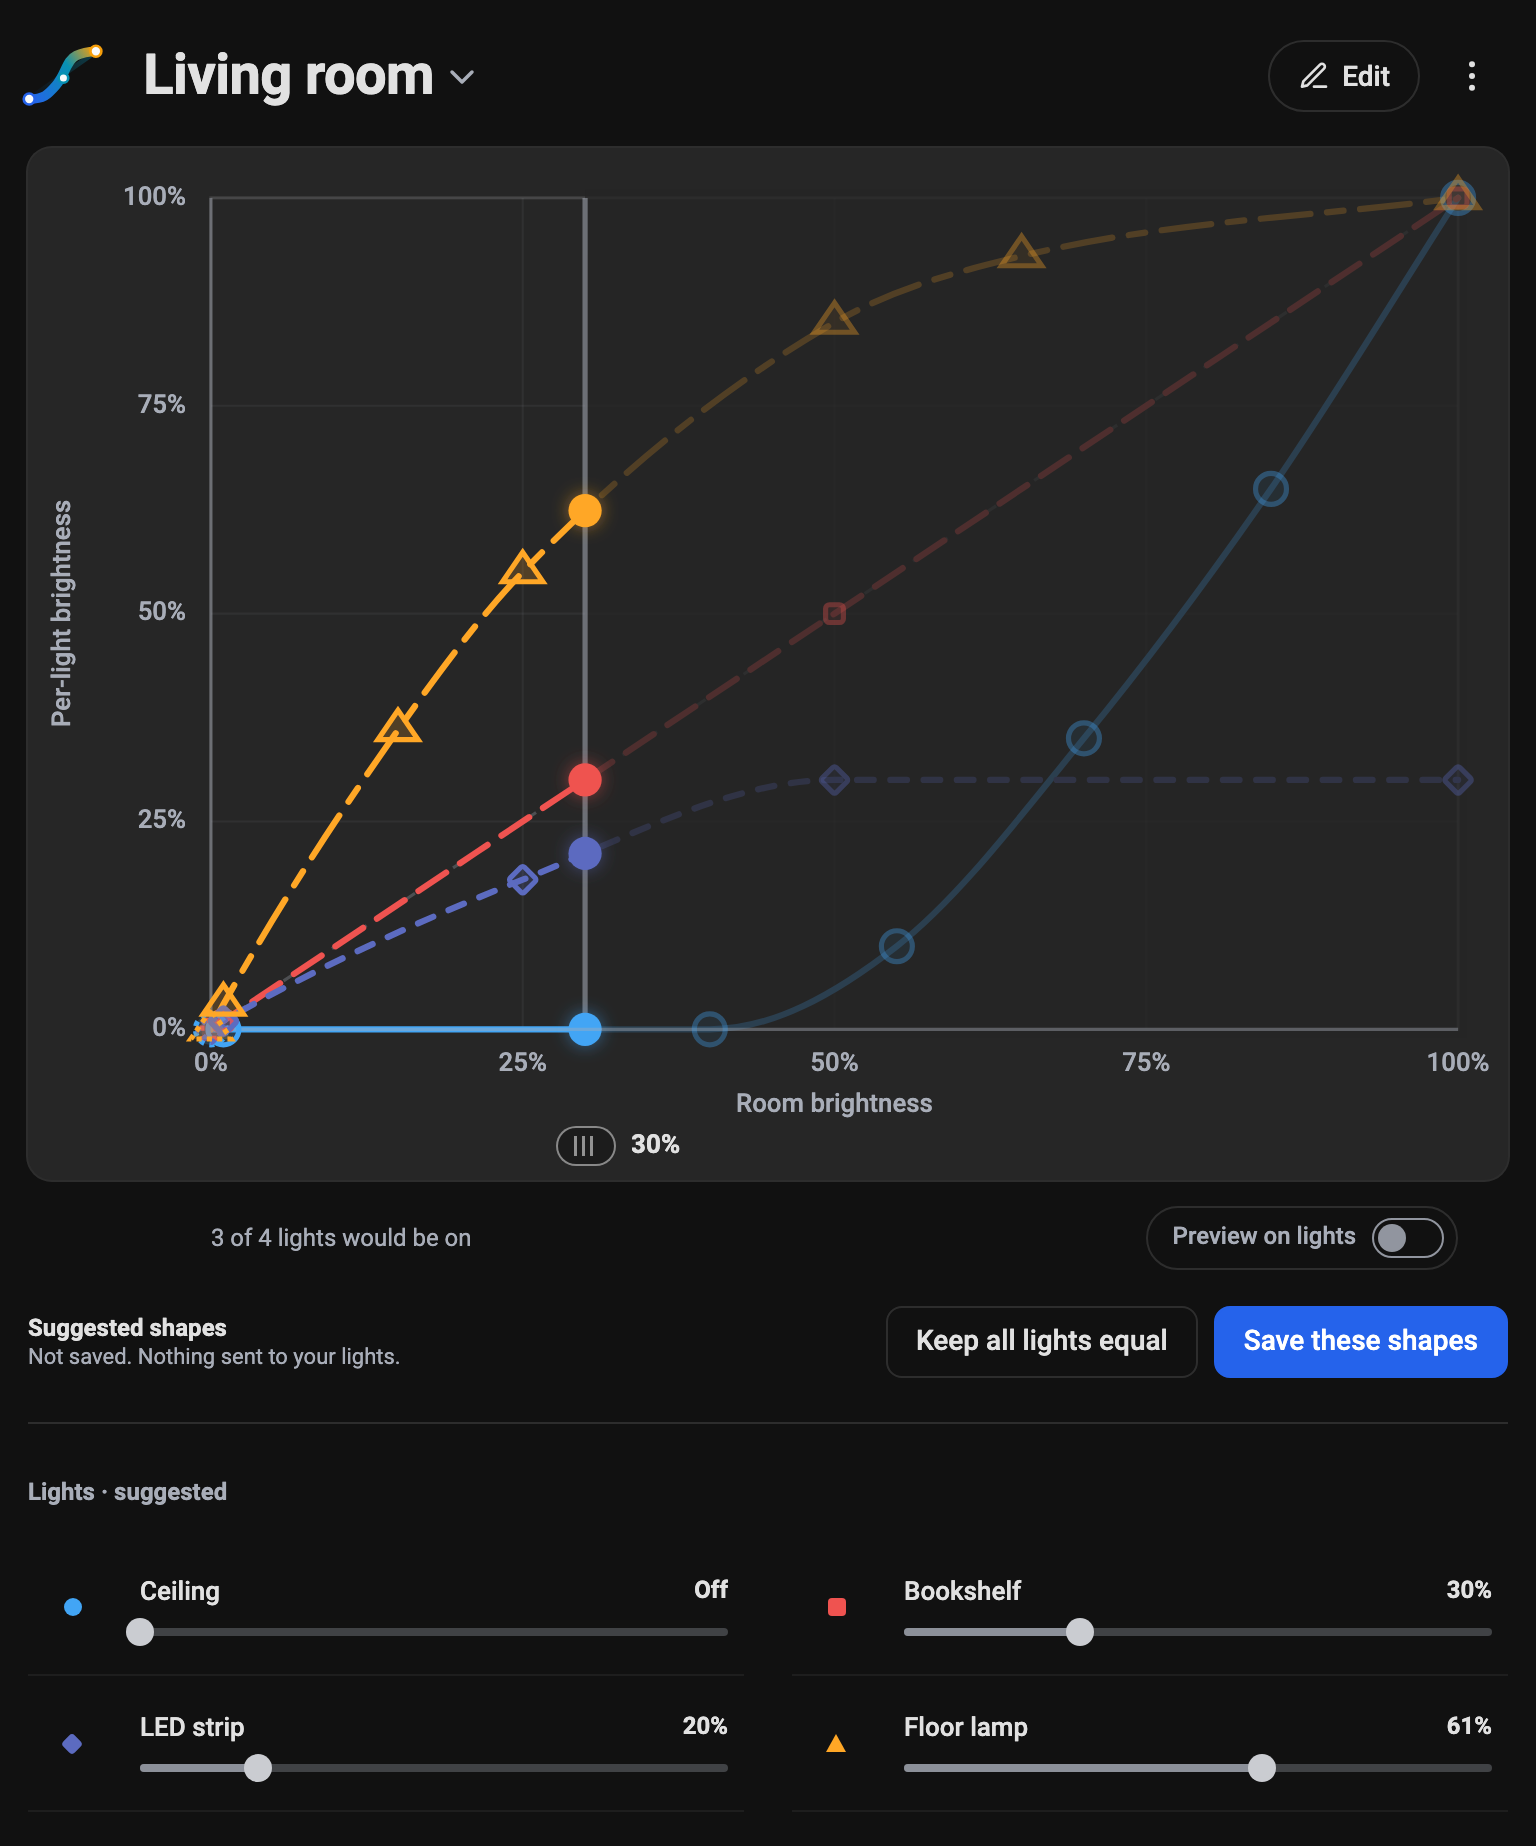 Living room
Edit
100%
75%
50%
25%
0%
Per-light brightness
0% 25% 50% 75% 100%
Room brightness
30%
3 of 4 lights would be on
Preview on lights
Suggested shapes
Not saved. Nothing sent to your lights.
Keep all lights equal
Save these shapes
Lights · suggested
Ceiling Off
Bookshelf 30%
LED strip 20%
Floor lamp 61%